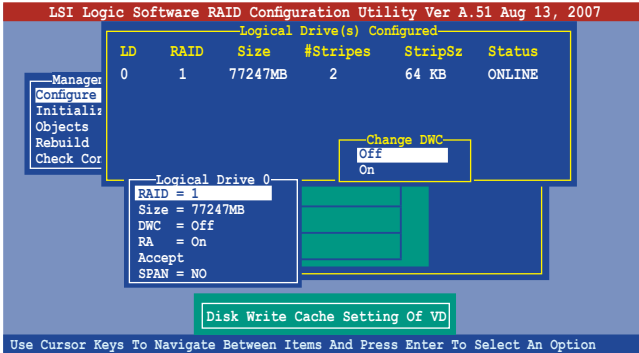 LSI Logic Software RAID Configuration Utility Ver A.51 Aug 13, 2007
Logical Drive(s) Configured
LD RAID Size #Stripes StripSz Status
0 1 77247MB 2 64 KB ONLINE
Manager
Configure
Initializ
Objects
Rebuild
Check Con
Change DWC
Off
On
Logical Drive 0
RAID = 1
Size = 77247MB
DWC = Off
RA = On
Accept
SPAN = NO
Disk Write Cache Setting Of VD
Use Cursor Keys To Navigate Between Items And Press Enter To Select An Option